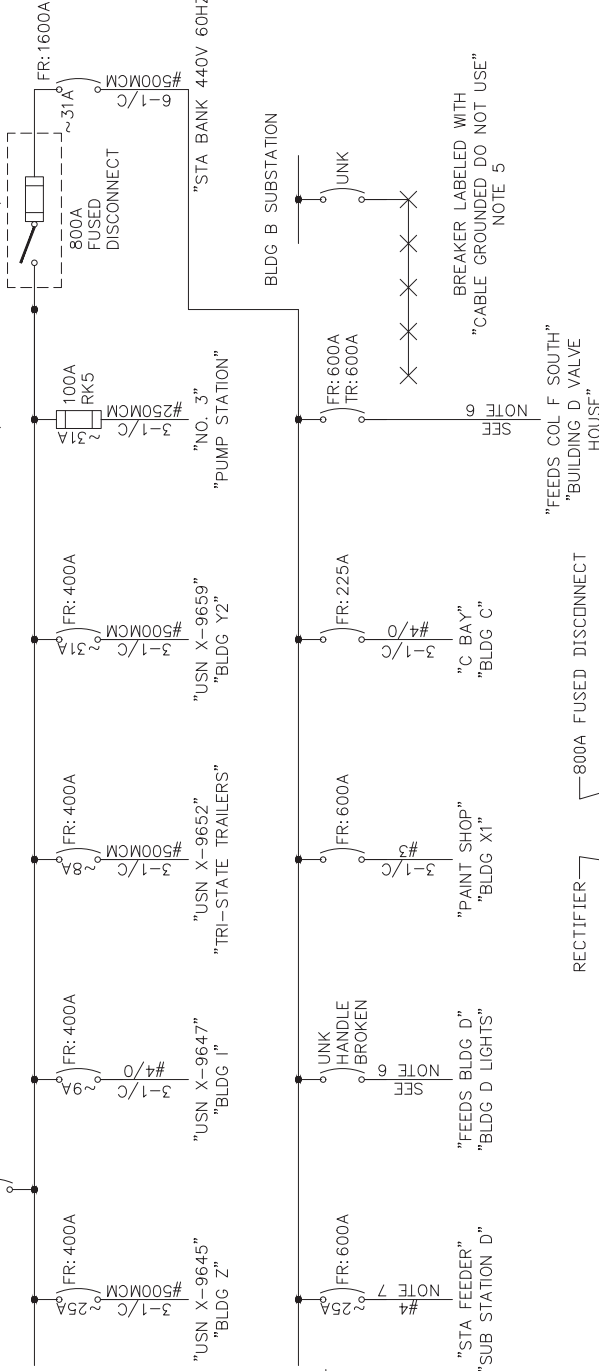 FR: 1600A
~31A
6-1/C
#500MCM
"STA BANK 440V 60HZ
800A
FUSED
DISCONNECT
100A
RK5
~31A
3-1/C
#250MCM
"NO. 3"
"PUMP STATION"
FR: 400A
~31A
3-1/C
#500MCM
"USN X-9659"
"BLDG Y2"
FR: 400A
~8A
3-1/C
#500MCM
"USN X-9652"
"TRI-STATE TRAILERS"
FR: 400A
~9A
3-1/C
#4/0
"USN X-9647"
"BLDG I"
FR: 400A
~25A
3-1/C
#500MCM
"USN X-9645"
"BLDG Z"
BLDG B SUBSTATION
UNK
BREAKER LABELED WITH
"CABLE GROUNDED DO NOT USE"
NOTE 5
FR: 600A
TR: 600A
SEE
NOTE 6
"FEEDS COL F SOUTH"
"BUILDING D VALVE
HOUSE"
FR: 225A
3-1/C
#4/0
"C BAY"
"BLDG C"
FR: 600A
3-1/C
#3
"PAINT SHOP"
"BLDG X1"
UNK
HANDLE
BROKEN
SEE
NOTE 6
"FEEDS BLDG D"
"BLDG D LIGHTS"
FR: 600A
~25A
#4
NOTE 7
"STA FEEDER"
"SUB STATION D"
800A FUSED DISCONNECT
RECTIFIER